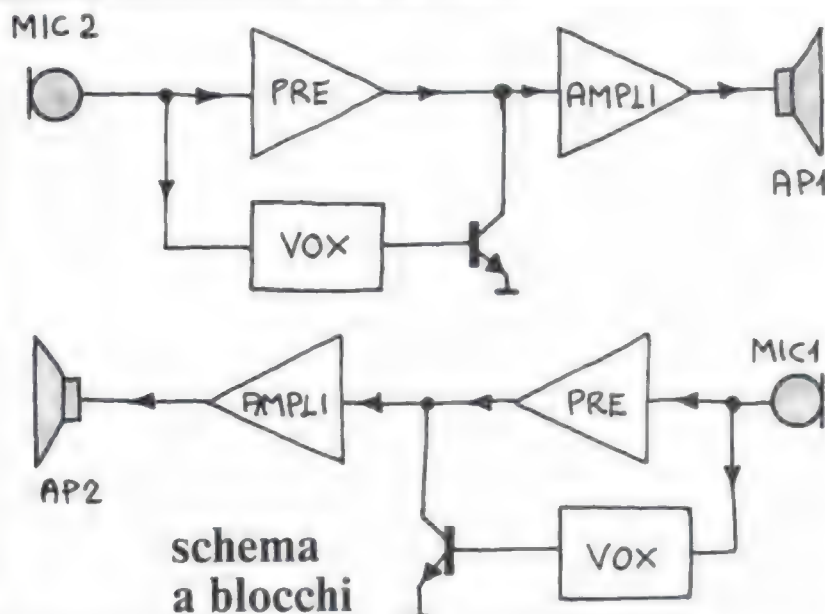 MIC 2
PRE
AMPLI
AP1
VOX
MIC1
AMPLI
PRE
AP2
VOX
schema
a blocchi